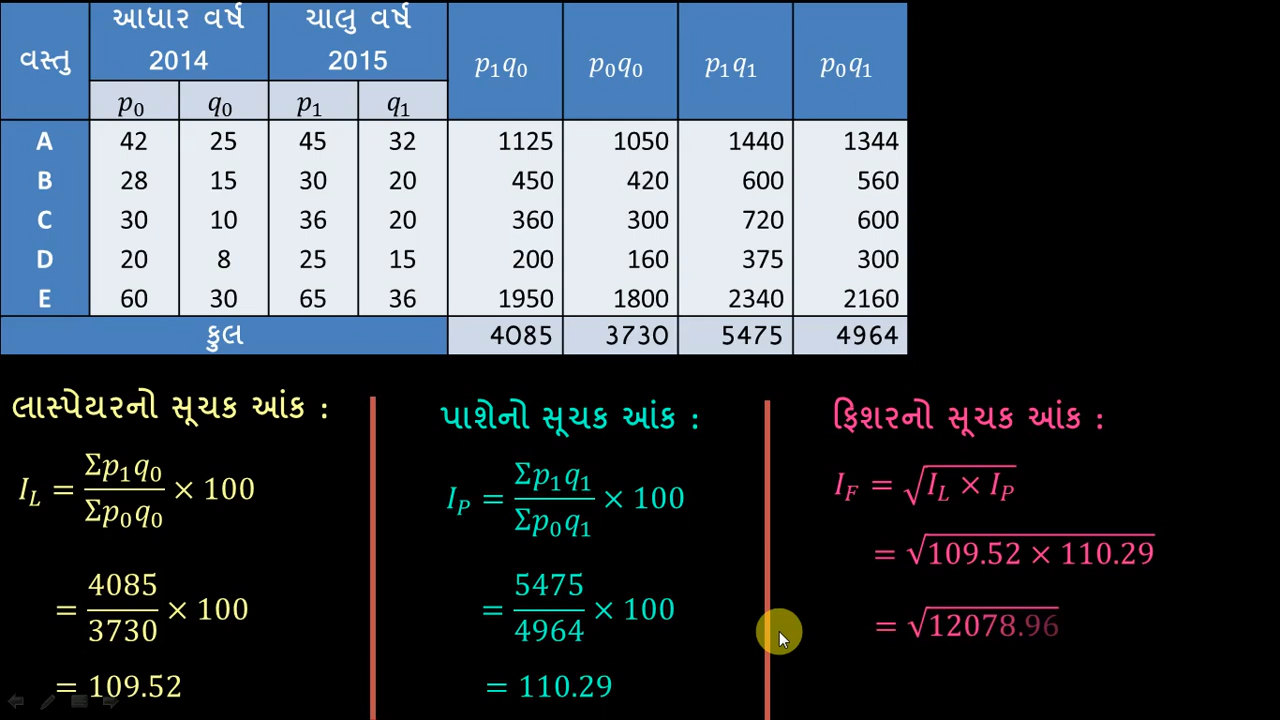 વસ્તુ આધાર વર્ષ 2014 ચાલુ વર્ષ 2015 p₁q₀ p₀q₀ p₁q₁ p₀q₁
p₀ q₀ p₁ q₁
A 42 25 45 32 1125 1050 1440 1344
B 28 15 30 20 450 420 600 560
C 30 10 36 20 360 300 720 600
D 20 8 25 15 200 160 375 300
E 60 30 65 36 1950 1800 2340 2160
કુલ 4085 3730 5475 4964
લાસ્પેયરનો સૂચક આંક :
I_L = Σp₁q₀ / Σp₀q₀ × 100
= 4085 / 3730 × 100
= 109.52
પાશેનો સૂચક આંક :
I_P = Σp₁q₁ / Σp₀q₁ × 100
= 5475 / 4964 × 100
= 110.29
ફિશરનો સૂચક આંક :
I_F = √(I_L × I_P)
= √(109.52 × 110.29)
= √12078.96